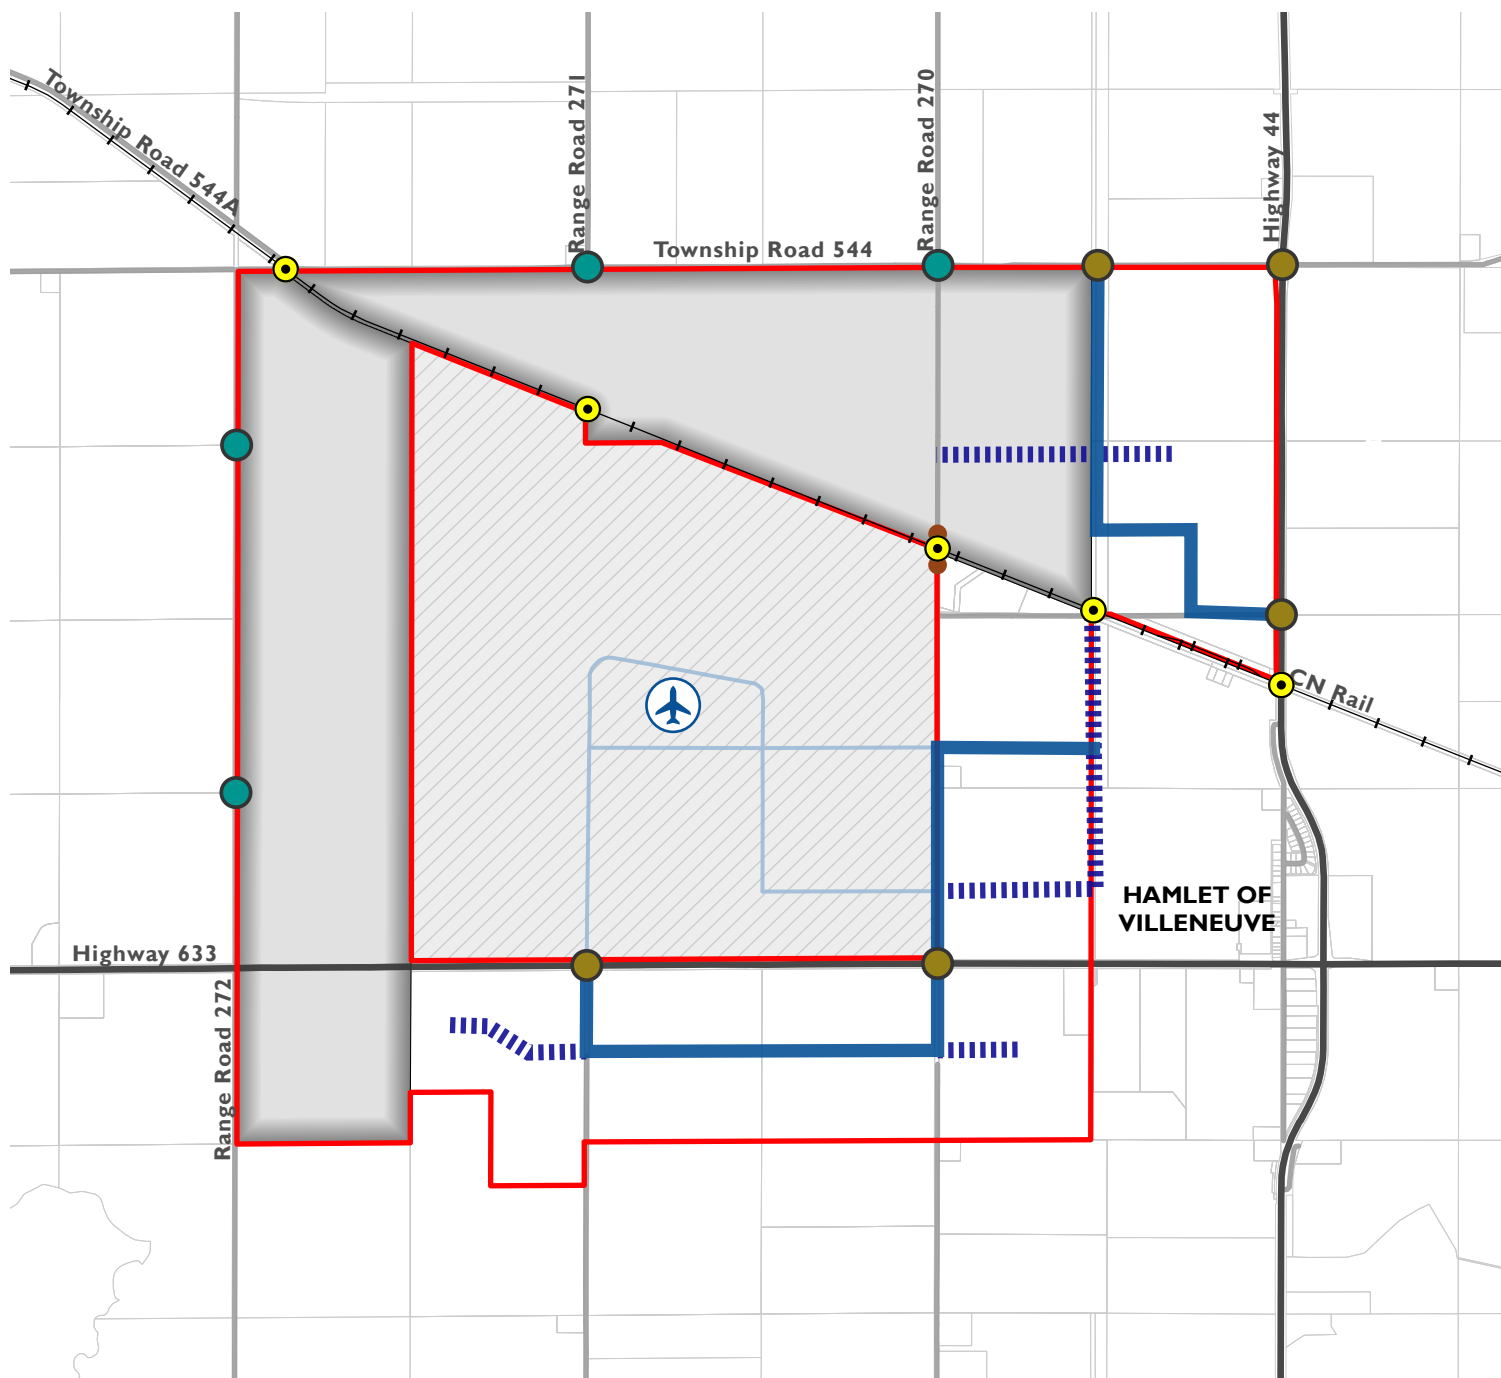 Township Road 544A
Range Road 271
Range Road 270
Highway 44
Township Road 544
CN Rail
HAMLET OF
VILLENEUVE
Highway 633
Range Road 272